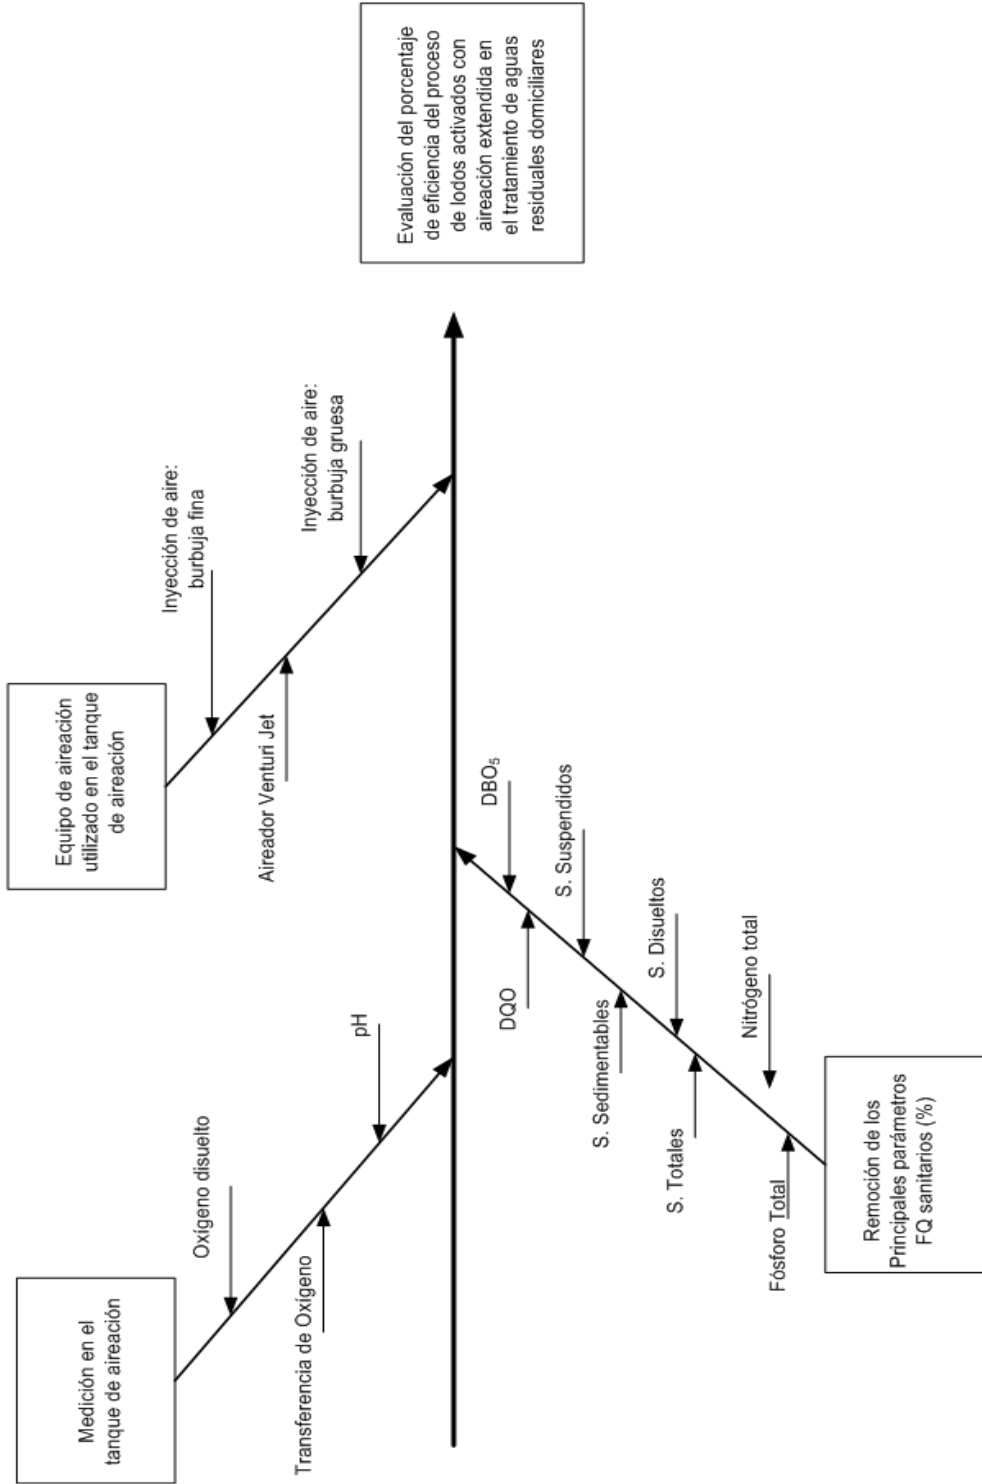 Medición en el
tanque de aireación
Oxígeno disuelto
Transferencia de Oxígeno
pH
Equipo de aireación
utilizado en el tanque
de aireación
Inyección de aire:
burbuja fina
Aireador Venturi Jet
Inyección de aire:
burbuja gruesa
Evaluación del porcentaje
de eficiencia del proceso
de lodos activados con
aireación extendida en
el tratamiento de aguas
residuales domiciliares
DBO₅
DQO
S. Suspendidos
S. Sedimentables
S. Disueltos
S. Totales
Nitrógeno total
Fósforo Total
Remoción de los
Principales parámetros
FQ sanitarios (%)